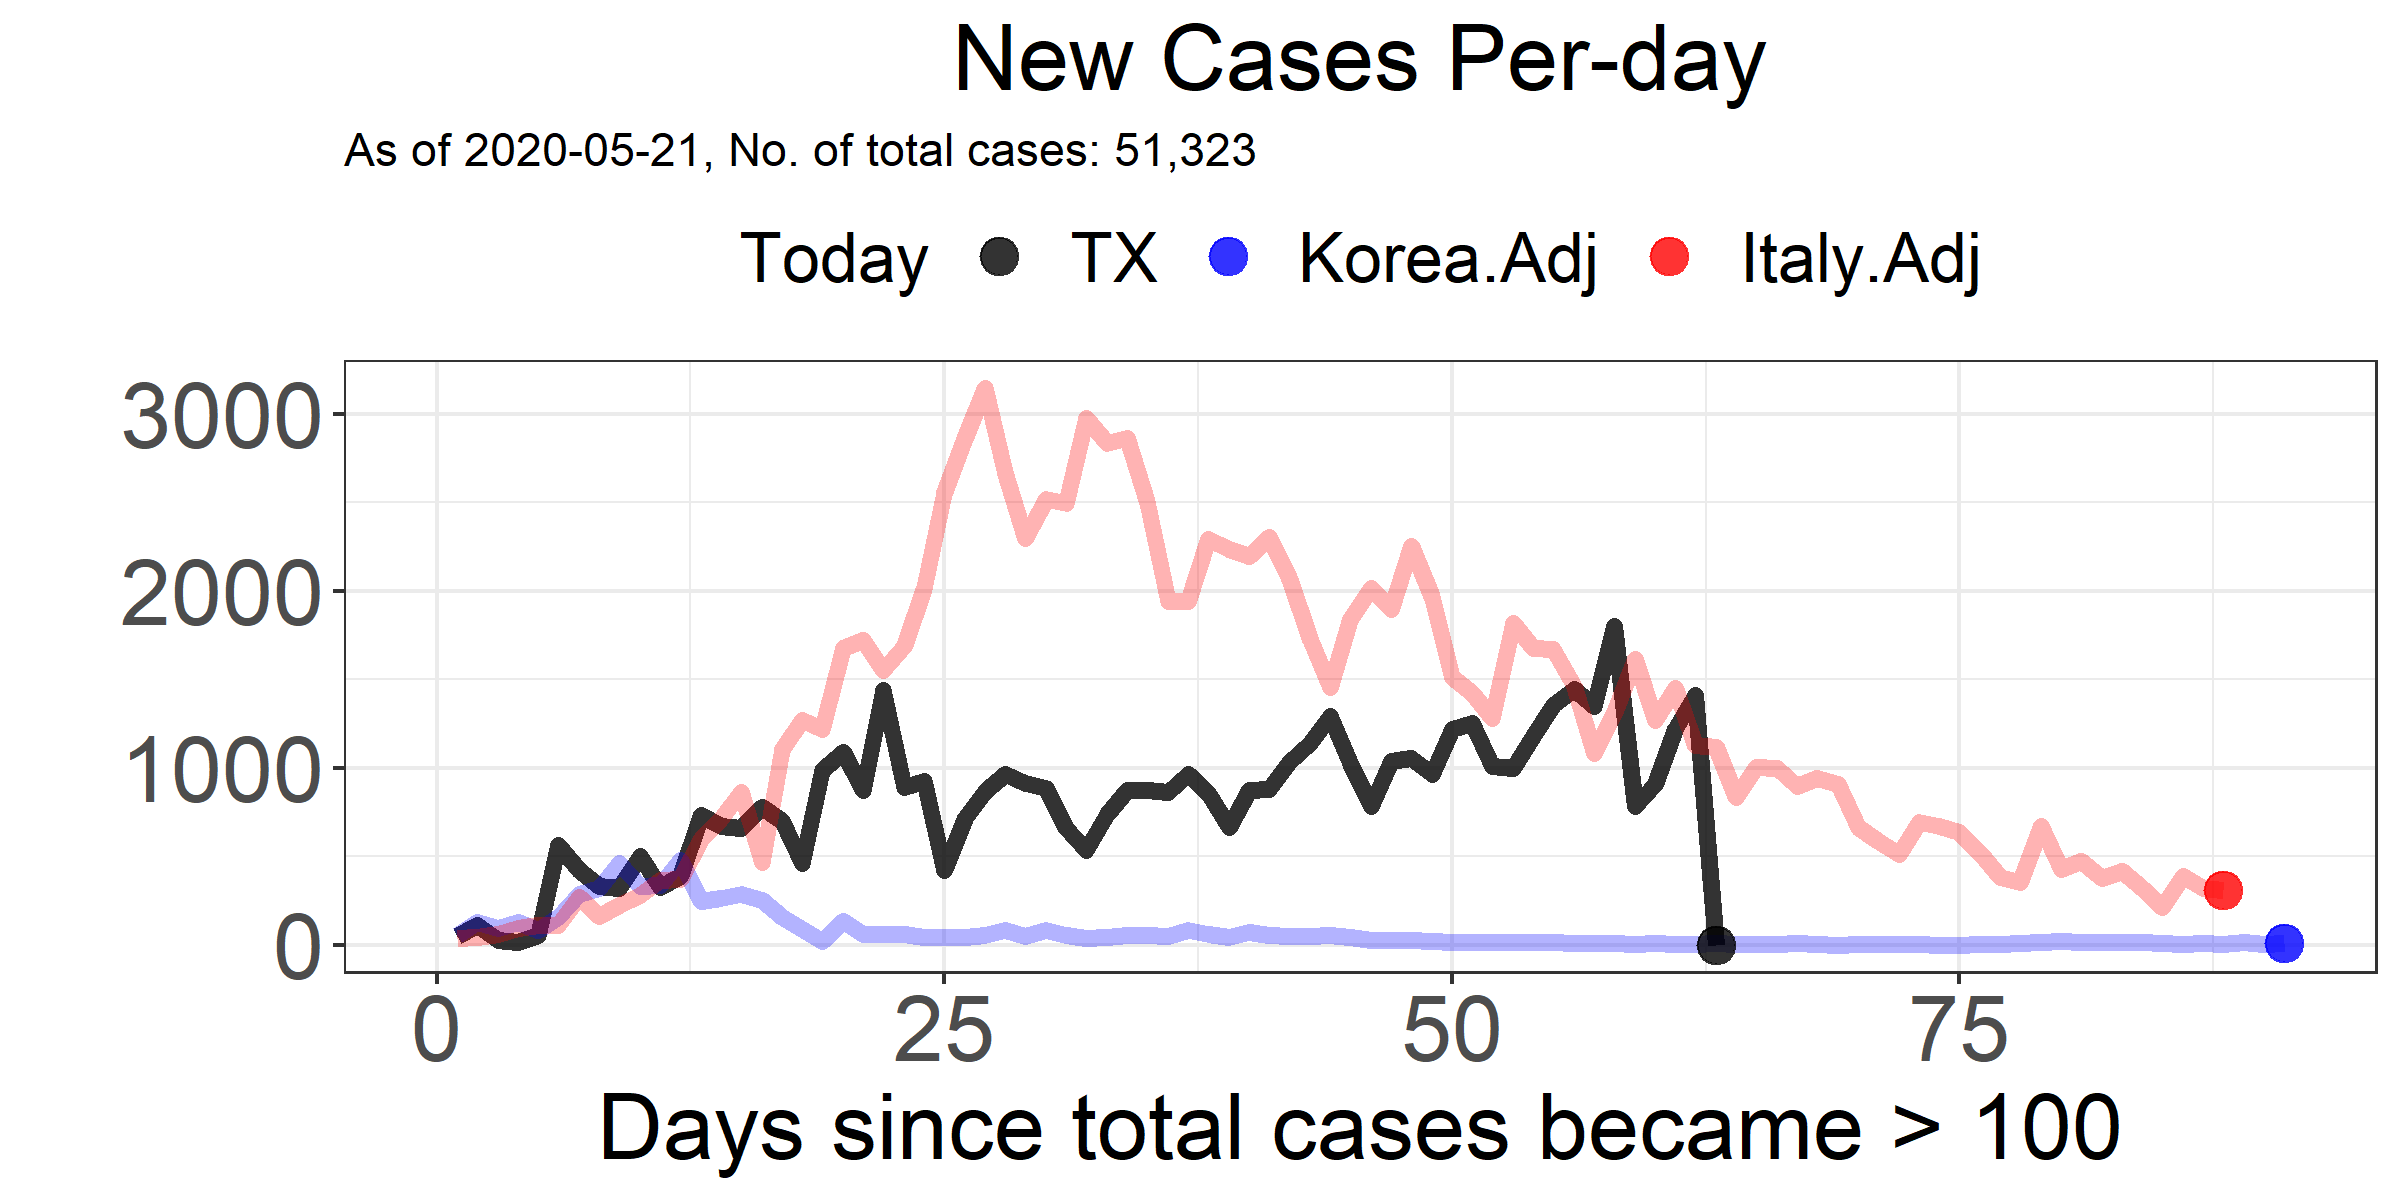 New Cases Per-day
As of 2020-05-21, No. of total cases: 51,323
Today TX Korea.Adj Italy.Adj
3000
2000
1000
0
0 25 50 75
Days since total cases became > 100